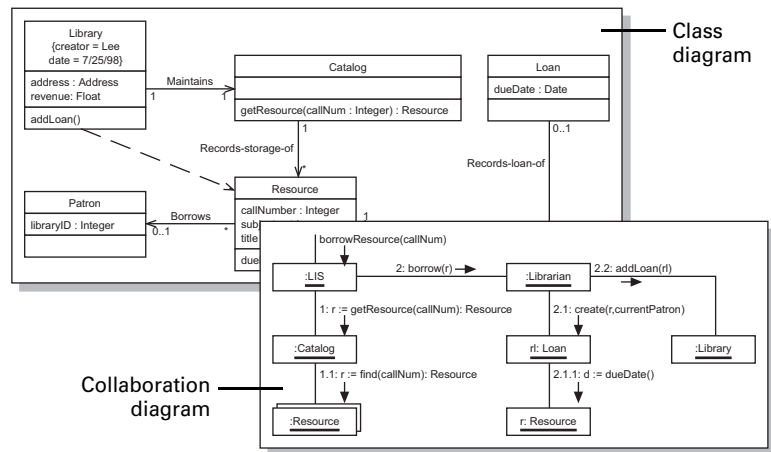 Library
{creator = Lee
date = 7/25/98}
address : Address
revenue: Float
addLoan()
Maintains
1
1
Catalog
getResource(callNum : Integer) : Resource
1
Records-storage-of
*
Loan
dueDate : Date
0..1
Records-loan-of
Class
diagram
Patron
libraryID : Integer
Borrows
0..1
*
Resource
callNumber : Integer
1
title
borrowResource(callNum)
:LIS
2: borrow(r)
:Librarian
2.2: addLoan(rl)
1: r := getResource(callNum): Resource
2.1: create(r,currentPatron)
:Catalog
rl: Loan
:Library
1.1: r := find(callNum): Resource
2.1.1: d := dueDate()
:Resource
r: Resource
Collaboration
diagram